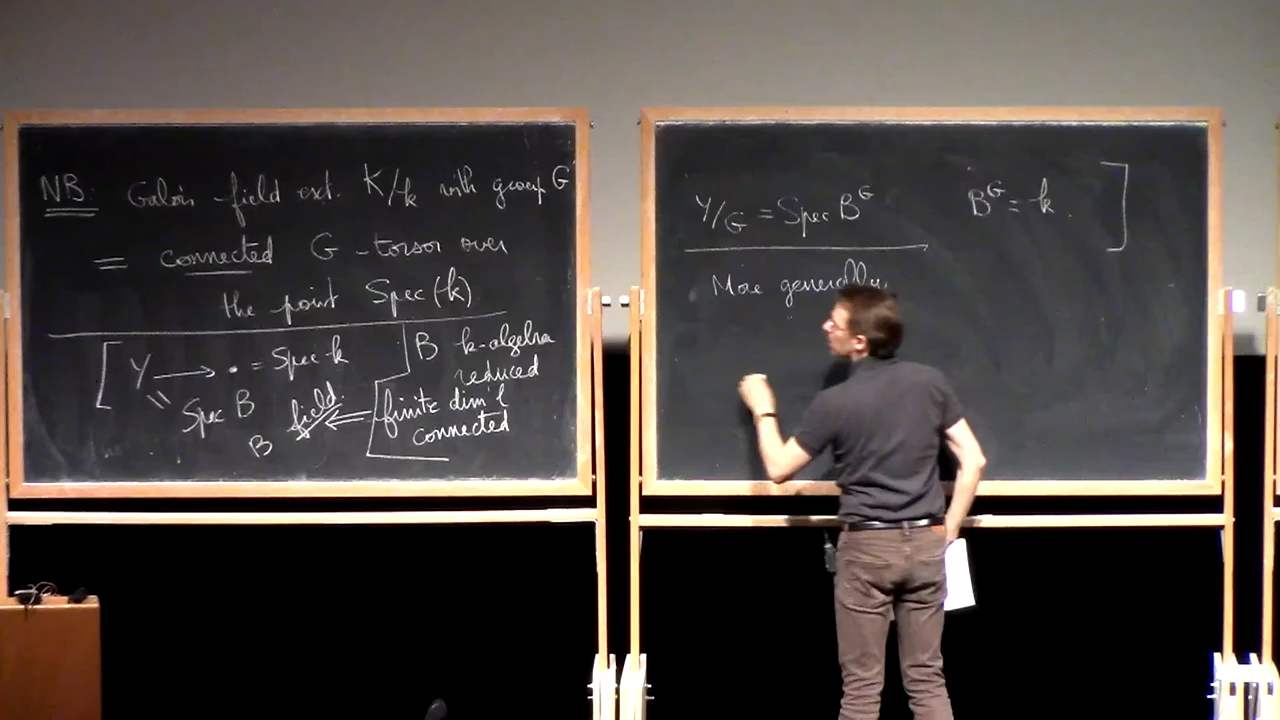 NB: Galois field ext. K/k with group G
= connected G-torsor over
the point Spec(k)
Y → • = Spec k
= Spec B
B field
B k-algebra
reduced
finite dim'l
connected
Y/G = Spec B^G B^G = k.
More generally,